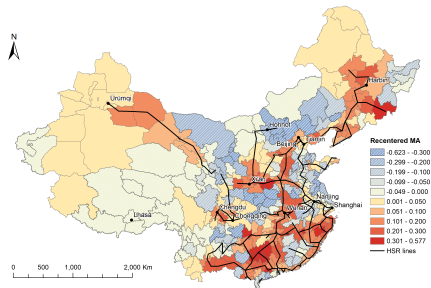 N
Harbin
Urumqi
Hohhot
Beijing
Tianjin
Xian
Nanjing
Shanghai
Chengdu
Wuhan
Chongqing
Lhasa
Recentered MA
-0.623 - -0.300
-0.299 - -0.200
-0.199 - -0.100
-0.099 - -0.050
-0.049 - 0.000
0.001 - 0.050
0.051 - 0.100
0.101 - 0.200
0.201 - 0.300
0.301 - 0.577
HSR lines
0 500 1,000 2,000 Km